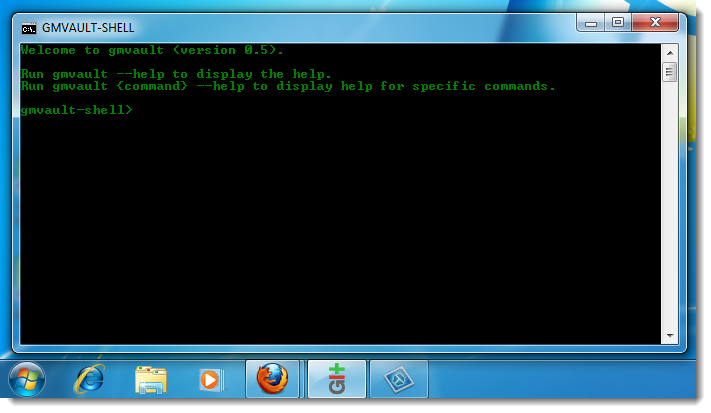 GMVAULT-SHELL
Welcome to gmvault (version 0.5).
Run gmvault --help to display the help.
Run gmvault {command} --help to display help for specific commands.
gmvault-shell>